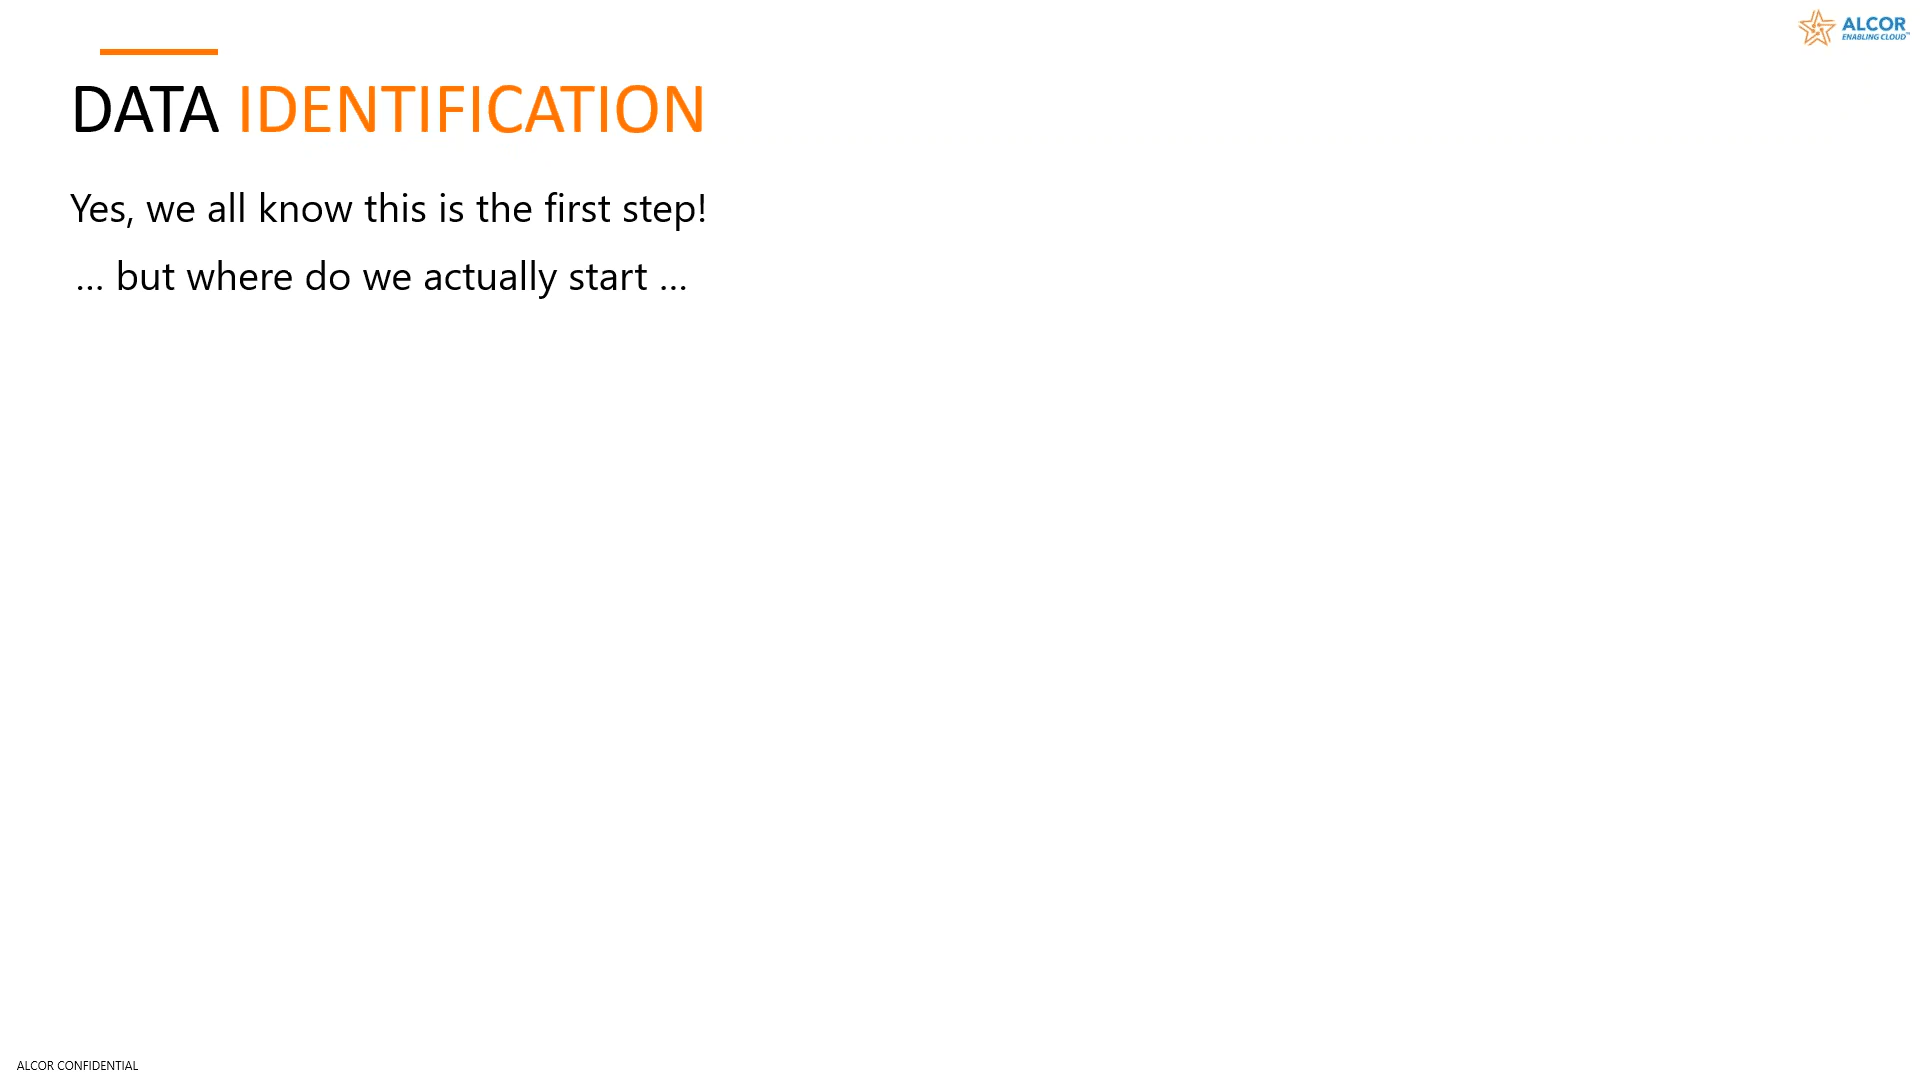 ALCOR
ENABLING CLOUD™
DATA IDENTIFICATION
Yes, we all know this is the first step!
... but where do we actually start ...
ALCOR CONFIDENTIAL